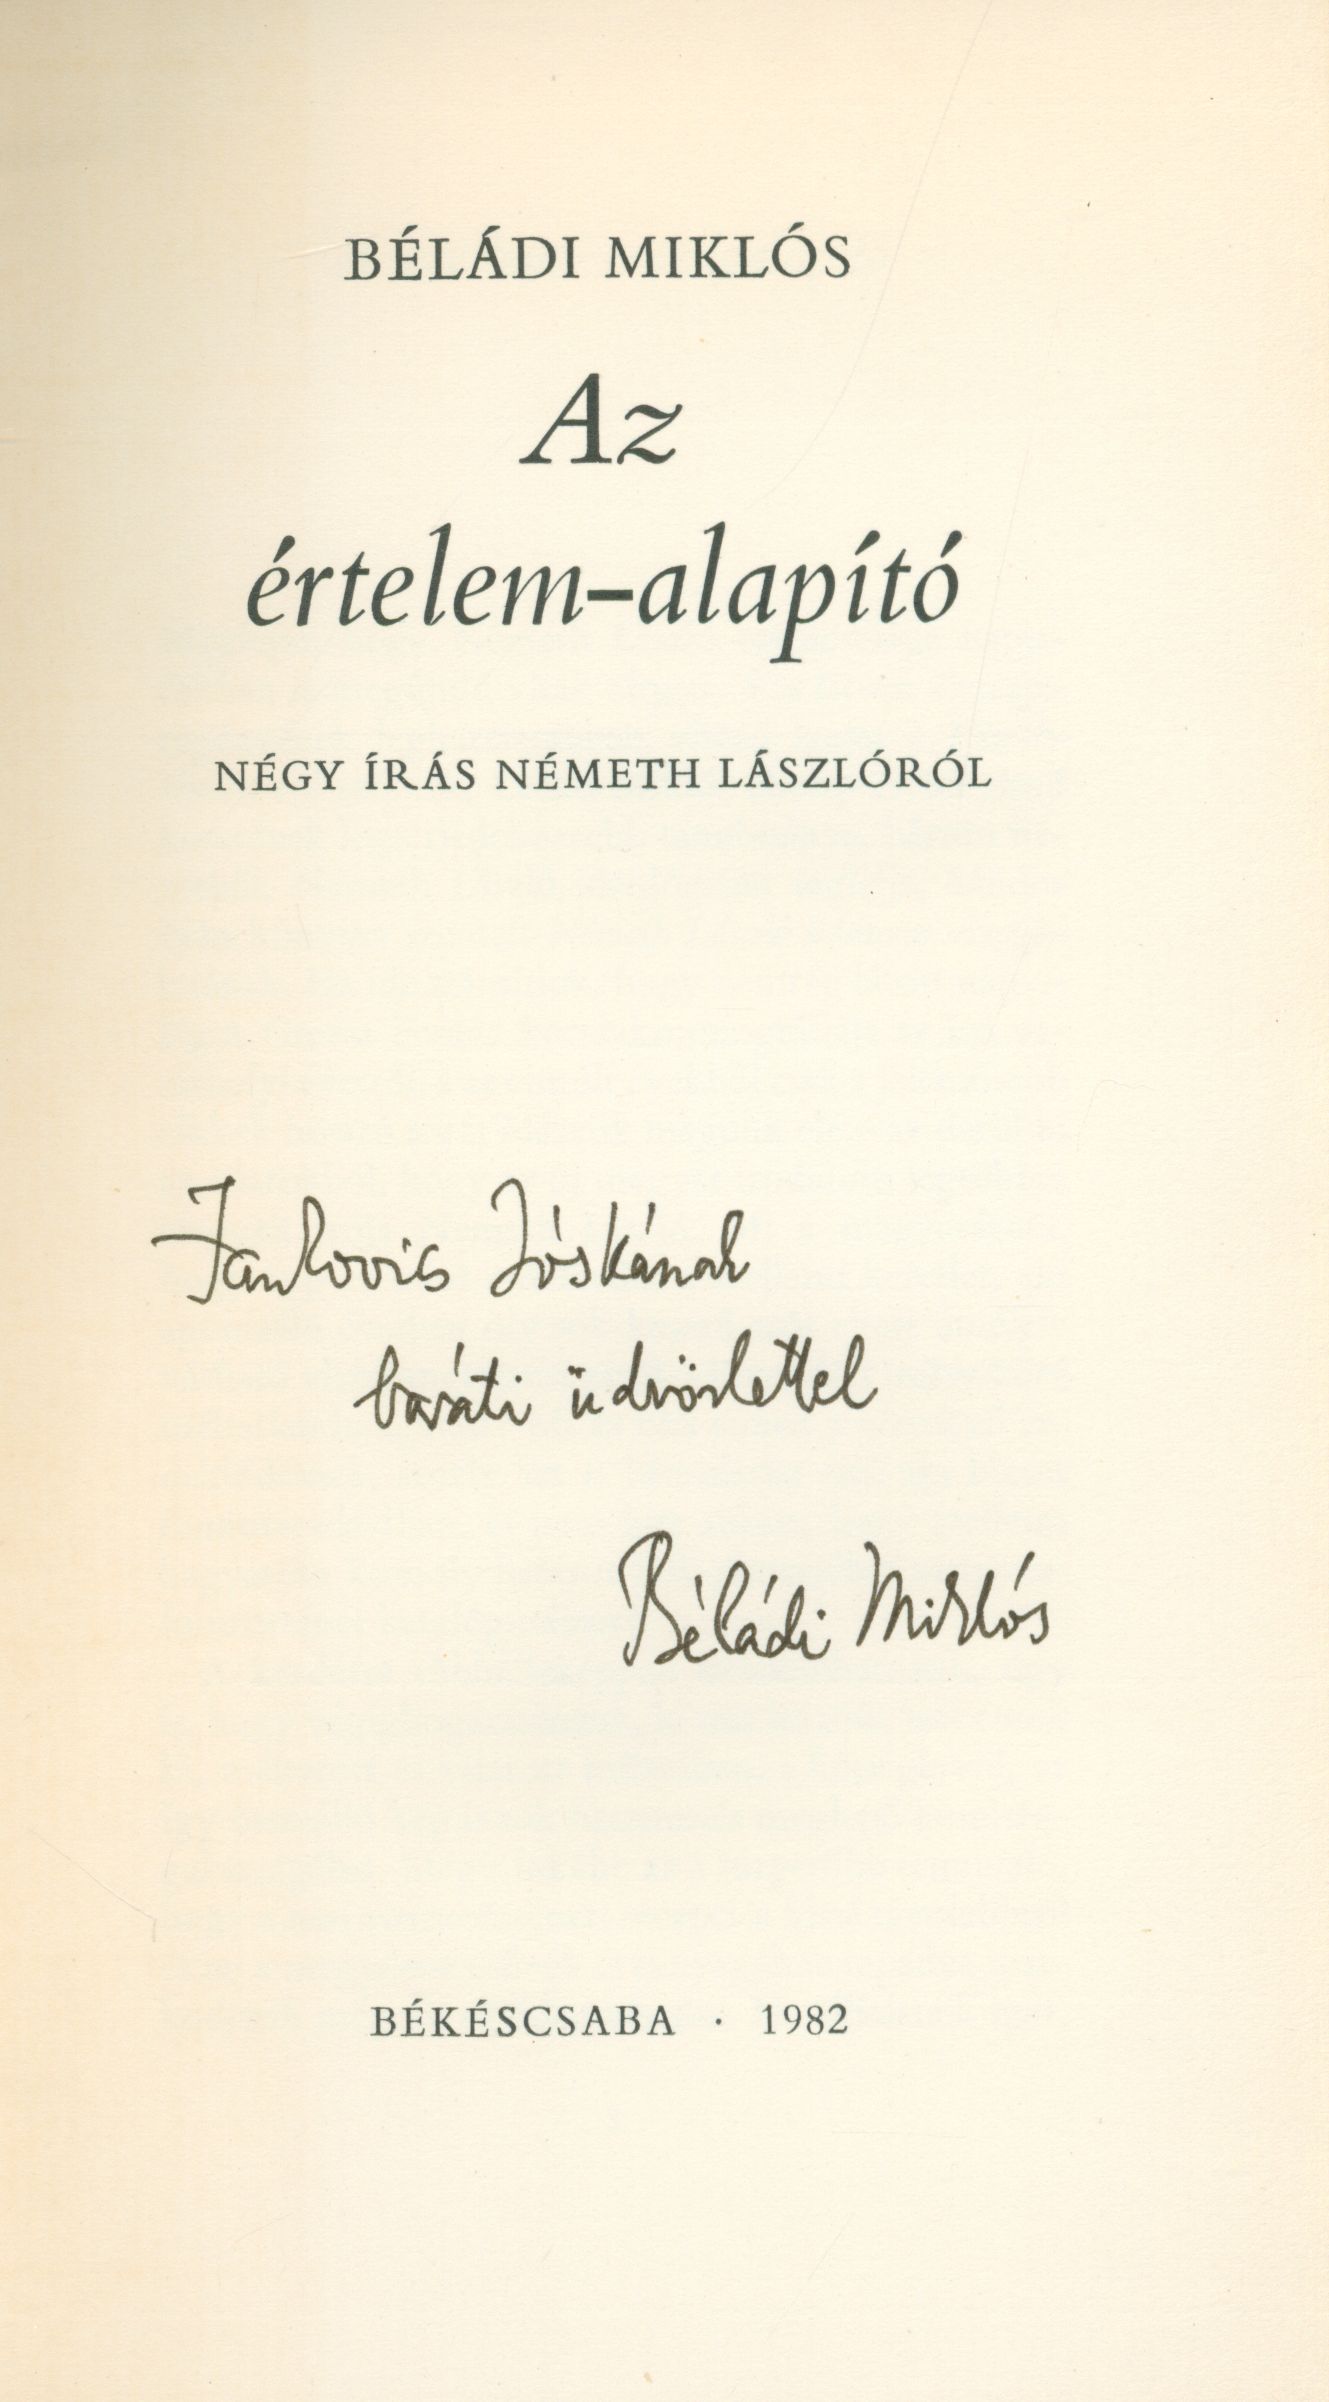 BÉLÁDI MIKLÓS
Az
értelem-alapító
NÉGY ÍRÁS NÉMETH LÁSZLÓRÓL
Jankovics Jóskának
baráti üdvözlettel
Béládi Miklós
BÉKÉSCSABA · 1982